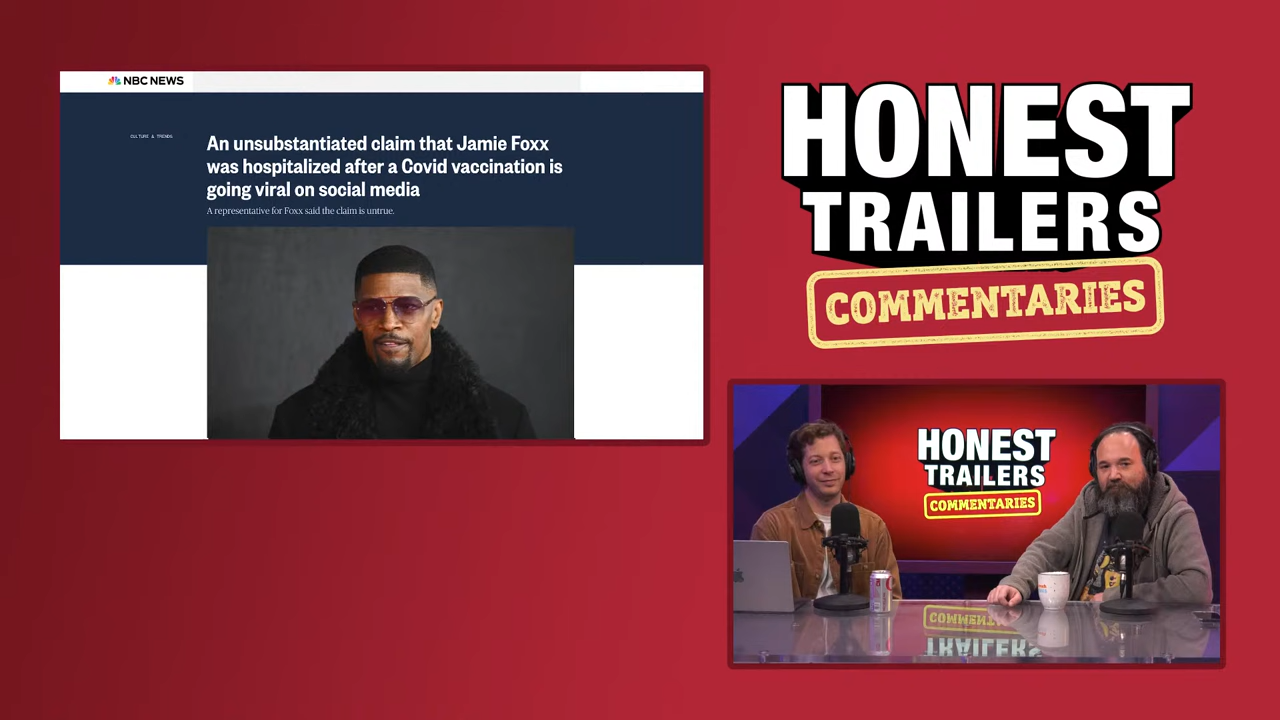 NBC NEWS
CULTURE & TRENDS
An unsubstantiated claim that Jamie Foxx
was hospitalized after a Covid vaccination is
going viral on social media
A representative for Foxx said the claim is untrue.
HONEST
TRAILERS
COMMENTARIES
HONEST
TRAILERS
COMMENTARIES